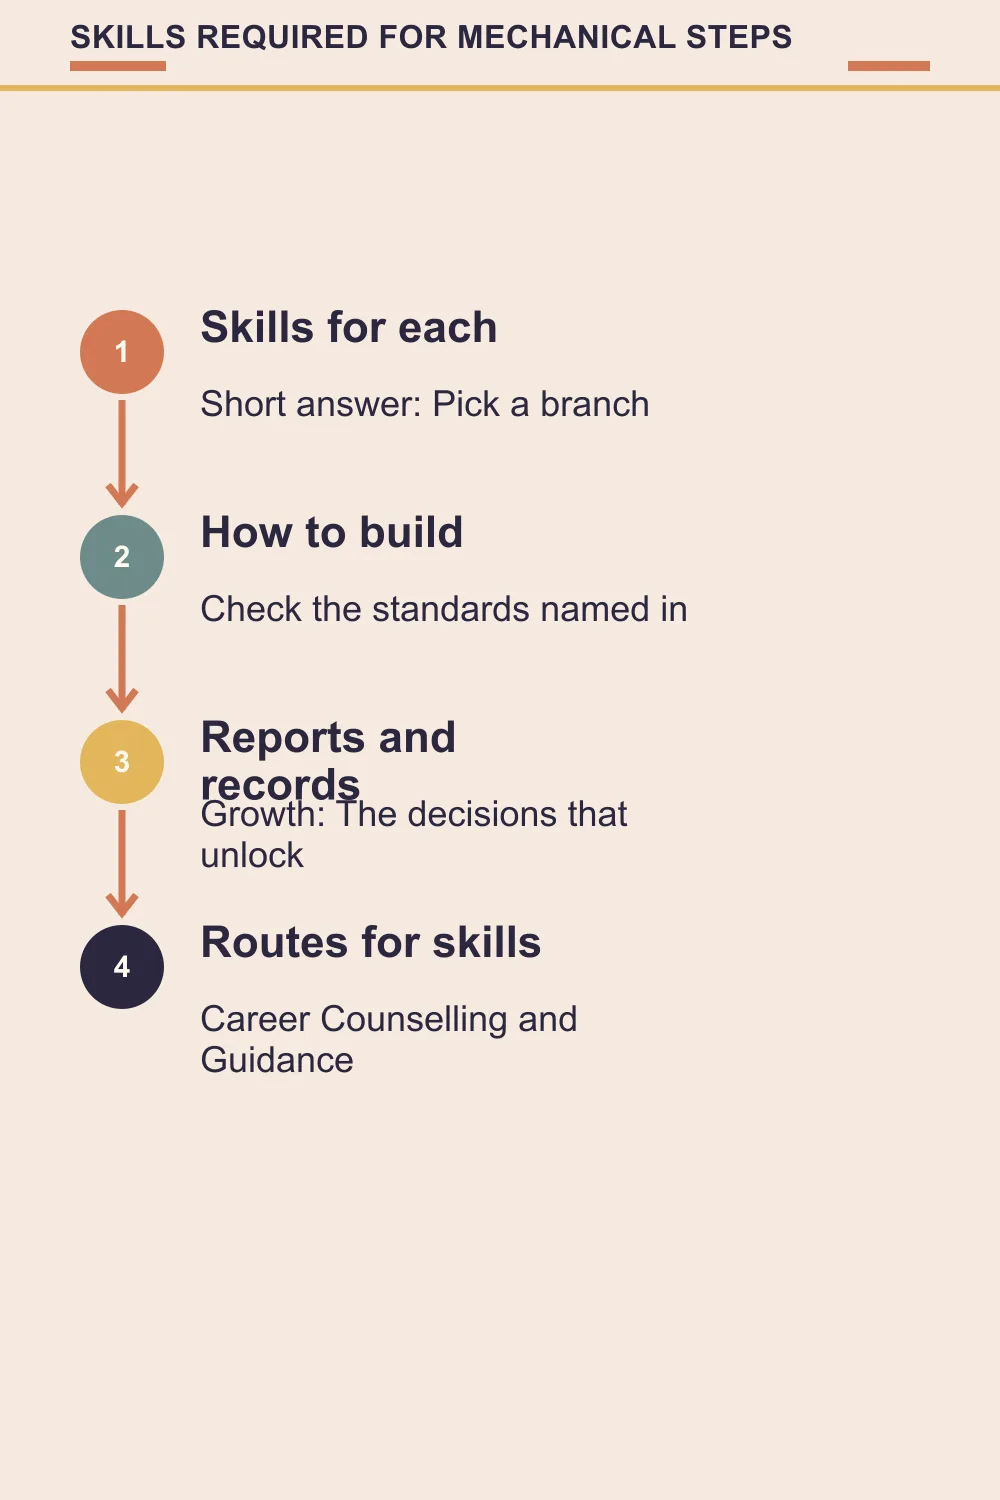 SKILLS REQUIRED FOR MECHANICAL STEPS
1
Skills for each
Short answer: Pick a branch
2
How to build
Check the standards named in
3
Reports and
records
Growth: The decisions that
unlock
4
Routes for skills
Career Counselling and
Guidance